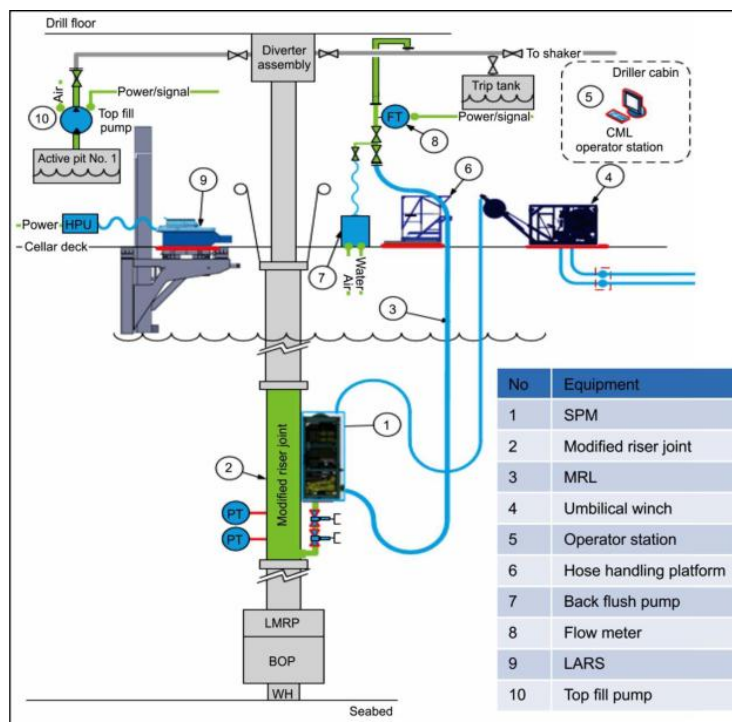 Drill floor
Diverter
assembly
To shaker
Driller cabin
5
CML
operator station
Trip tank
Power/signal
Air
Power/signal
10
Top fill
pump
FT
8
Active pit No. 1
9
6
4
Power
HPU
Cellar deck
7
Water
Air
3
1
2
Modified riser joint
PT
PT
LMRP
BOP
WH
Seabed
No Equipment
1 SPM
2 Modified riser joint
3 MRL
4 Umbilical winch
5 Operator station
6 Hose handling platform
7 Back flush pump
8 Flow meter
9 LARS
10 Top fill pump